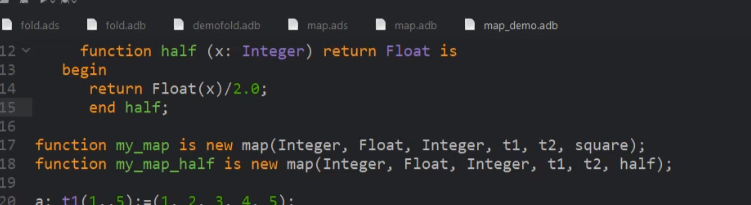 fold.ads fold.adb demofold.adb map.ads map.adb map_demo.adb
12 function half (x: Integer) return Float is
13 begin
14 return Float(x)/2.0;
15 end half;
16
17 function my_map is new map(Integer, Float, Integer, t1, t2, square);
18 function my_map_half is new map(Integer, Float, Integer, t1, t2, half);
19
20 a: t1(1..5):=(1, 2, 3, 4, 5);